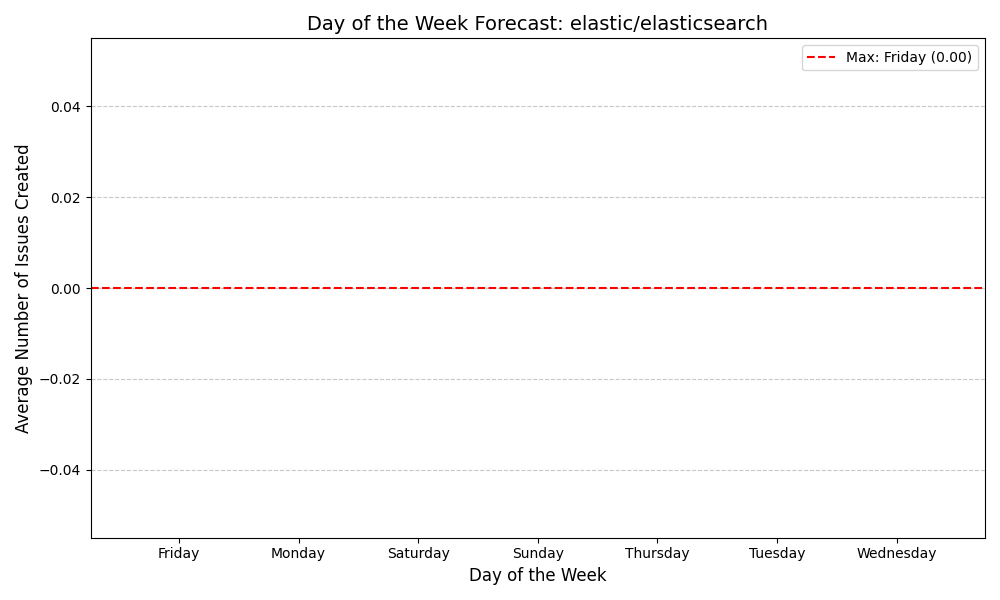 Day of the Week Forecast: elastic/elasticsearch
Max: Friday (0.00)
Average Number of Issues Created
0.04
0.02
0.00
−0.02
−0.04
Friday Monday Saturday Sunday Thursday Tuesday Wednesday
Day of the Week